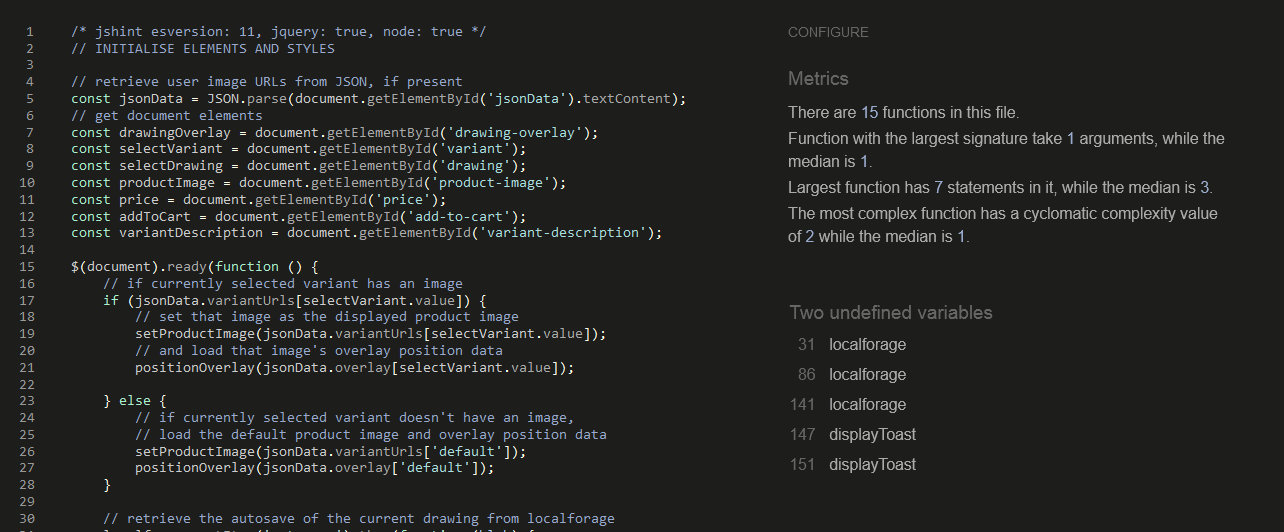 1 /* jshint esversion: 11, jquery: true, node: true */
2 // INITIALISE ELEMENTS AND STYLES
3
4 // retrieve user image URLs from JSON, if present
5 const jsonData = JSON.parse(document.getElementById('jsonData').textContent);
6 // get document elements
7 const drawingOverlay = document.getElementById('drawing-overlay');
8 const selectVariant = document.getElementById('variant');
9 const selectDrawing = document.getElementById('drawing');
10 const productImage = document.getElementById('product-image');
11 const price = document.getElementById('price');
12 const addToCart = document.getElementById('add-to-cart');
13 const variantDescription = document.getElementById('variant-description');
14
15 $(document).ready(function () {
16 // if currently selected variant has an image
17 if (jsonData.variantUrls[selectVariant.value]) {
18 // set that image as the displayed product image
19 setProductImage(jsonData.variantUrls[selectVariant.value]);
20 // and load that image's overlay position data
21 positionOverlay(jsonData.overlay[selectVariant.value]);
22
23 } else {
24 // if currently selected variant doesn't have an image,
25 // load the default product image and overlay position data
26 setProductImage(jsonData.variantUrls['default']);
27 positionOverlay(jsonData.overlay['default']);
28 }
29
30 // retrieve the autosave of the current drawing from localforage
CONFIGURE
Metrics
There are 15 functions in this file.
Function with the largest signature take 1 arguments, while the
median is 1.
Largest function has 7 statements in it, while the median is 3.
The most complex function has a cyclomatic complexity value
of 2 while the median is 1.
Two undefined variables
31 localforage
86 localforage
141 localforage
147 displayToast
151 displayToast